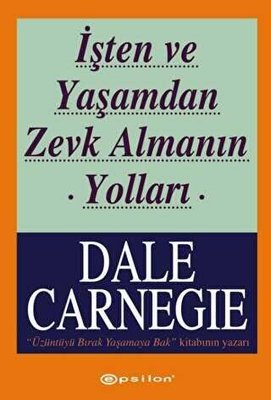 İşten ve
Yaşamdan
Zevk Almanın
. Yolları .
DALE
CARNEGIE
“Üzüntüyü Bırak Yaşamaya Bak” kitabının yazarı
epsilon®